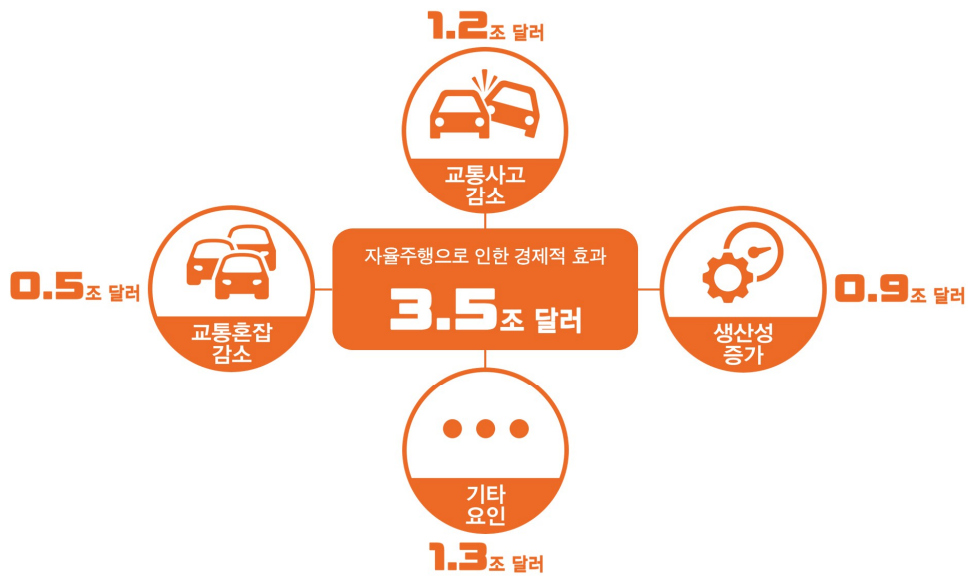 1.2조 달러
교통사고
감소
자율주행으로 인한 경제적 효과
3.5조 달러
0.5조 달러
교통혼잡
감소
0.9조 달러
생산성
증가
기타
요인
1.3조 달러